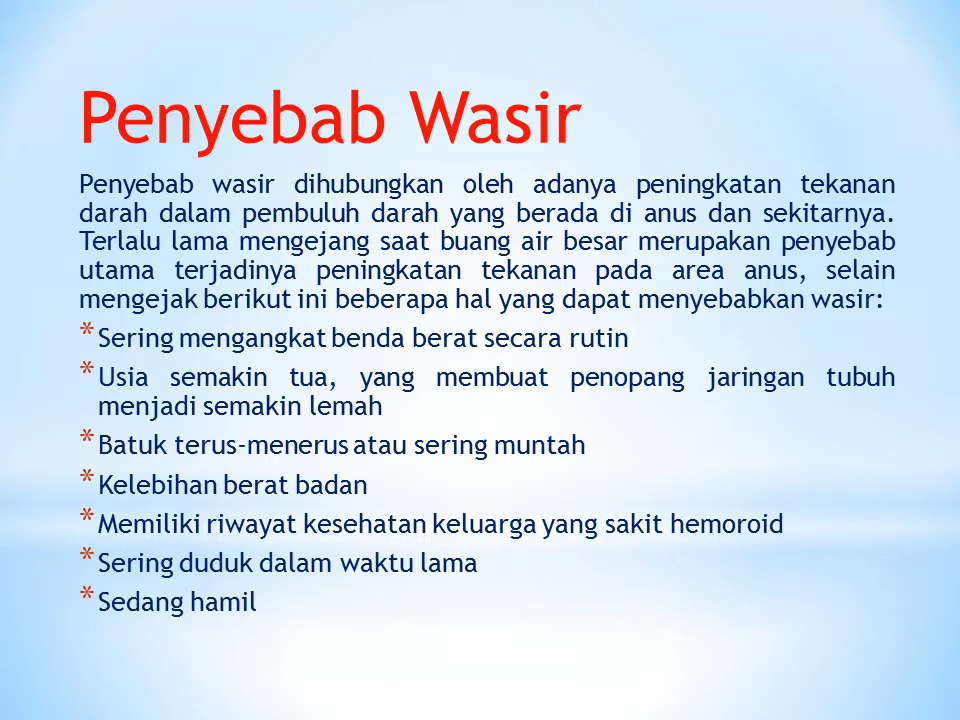 Penyebab Wasir
Penyebab wasir dihubungkan oleh adanya peningkatan tekanan
darah dalam pembuluh darah yang berada di anus dan sekitarnya.
Terlalu lama mengejang saat buang air besar merupakan penyebab
utama terjadinya peningkatan tekanan pada area anus, selain
mengejak berikut ini beberapa hal yang dapat menyebabkan wasir:
* Sering mengangkat benda berat secara rutin
* Usia semakin tua, yang membuat penopang jaringan tubuh
menjadi semakin lemah
* Batuk terus-menerus atau sering muntah
* Kelebihan berat badan
* Memiliki riwayat kesehatan keluarga yang sakit hemoroid
* Sering duduk dalam waktu lama
* Sedang hamil